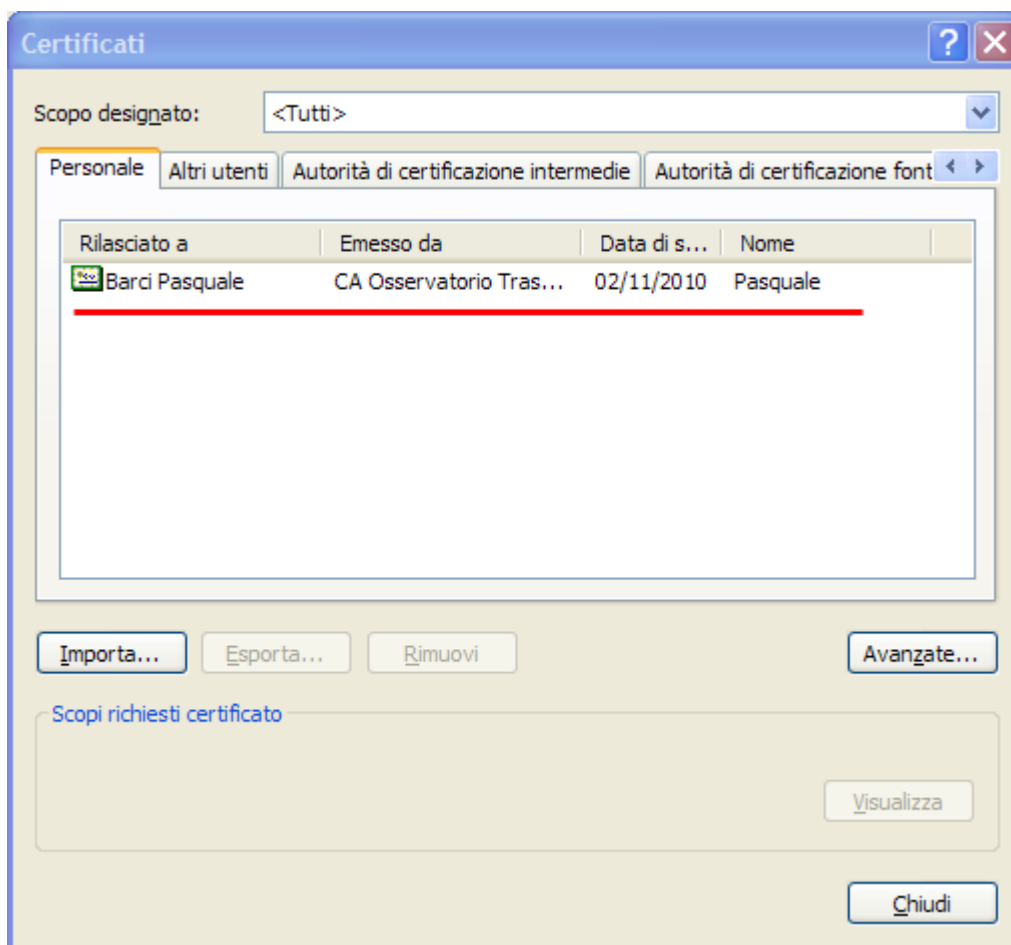 Certificati
Scopo designato: <Tutti>
Personale Altri utenti Autorità di certificazione intermedie Autorità di certificazione font
Rilasciato a Emesso da Data di s... Nome
Barci Pasquale CA Osservatorio Tras... 02/11/2010 Pasquale
Importa... Esporta... Rimuovi Avanzate...
Scopi richiesti certificato
Visualizza
Chiudi